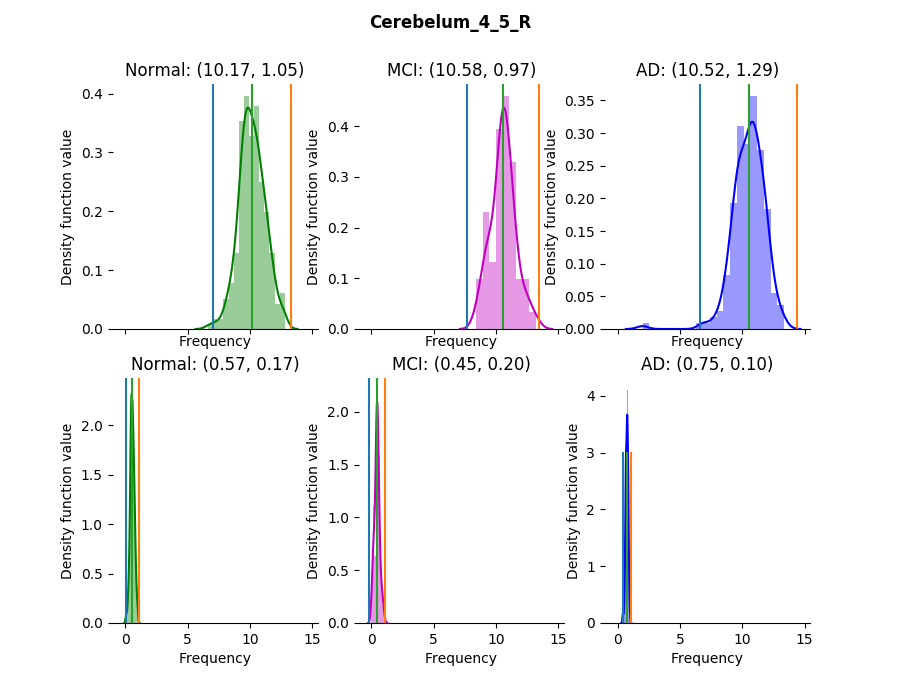 Cerebelum_4_5_R
Normal: (10.17, 1.05)
MCI: (10.58, 0.97)
AD: (10.52, 1.29)
Density function value
0.4
0.3
0.2
0.1
0.0
Frequency
Density function value
0.4
0.3
0.2
0.1
0.0
Frequency
Density function value
0.35
0.30
0.25
0.20
0.15
0.10
0.05
0.00
Frequency
Normal: (0.57, 0.17)
MCI: (0.45, 0.20)
AD: (0.75, 0.10)
Density function value
2.0
1.5
1.0
0.5
0.0
0 5 10 15
Frequency
Density function value
2.0
1.5
1.0
0.5
0.0
0 5 10 15
Frequency
Density function value
4
3
2
1
0
0 5 10 15
Frequency